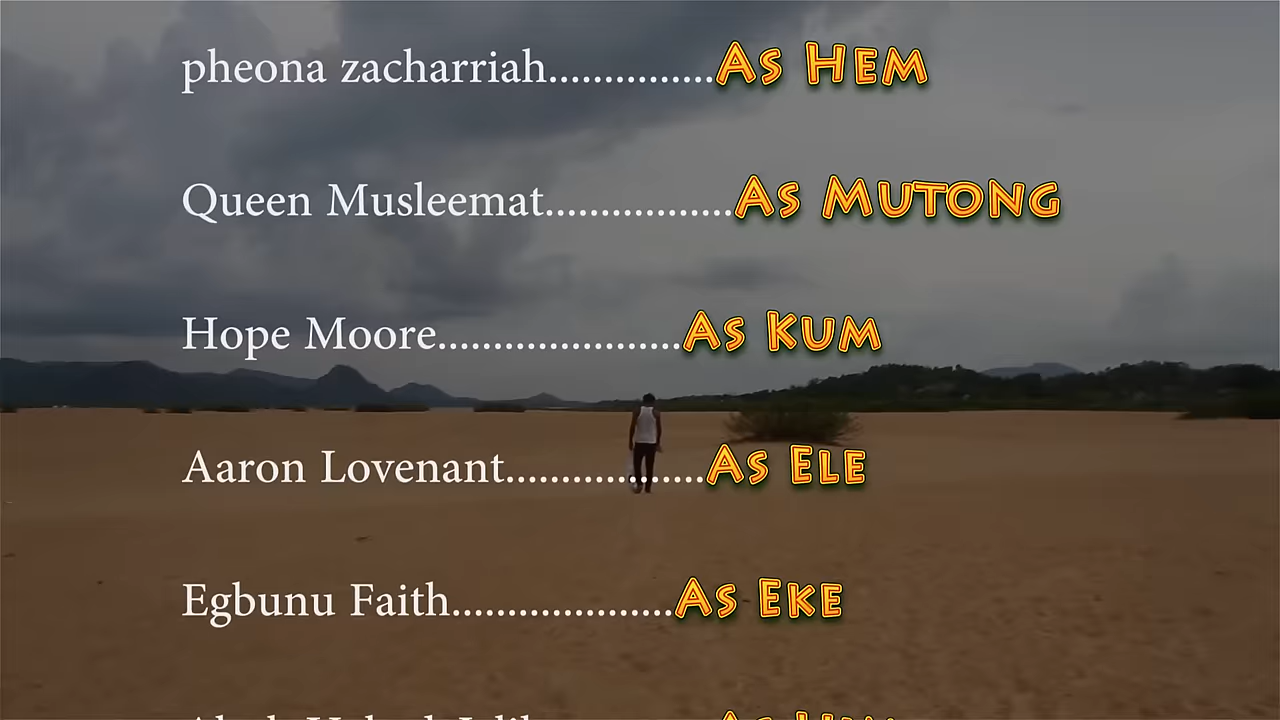 pheona zacharriah...............As Hem
Queen Musleemat.................As Mutong
Hope Moore......................As Kum
Aaron Lovenant..................As Ele
Egbunu Faith....................As Eke
As